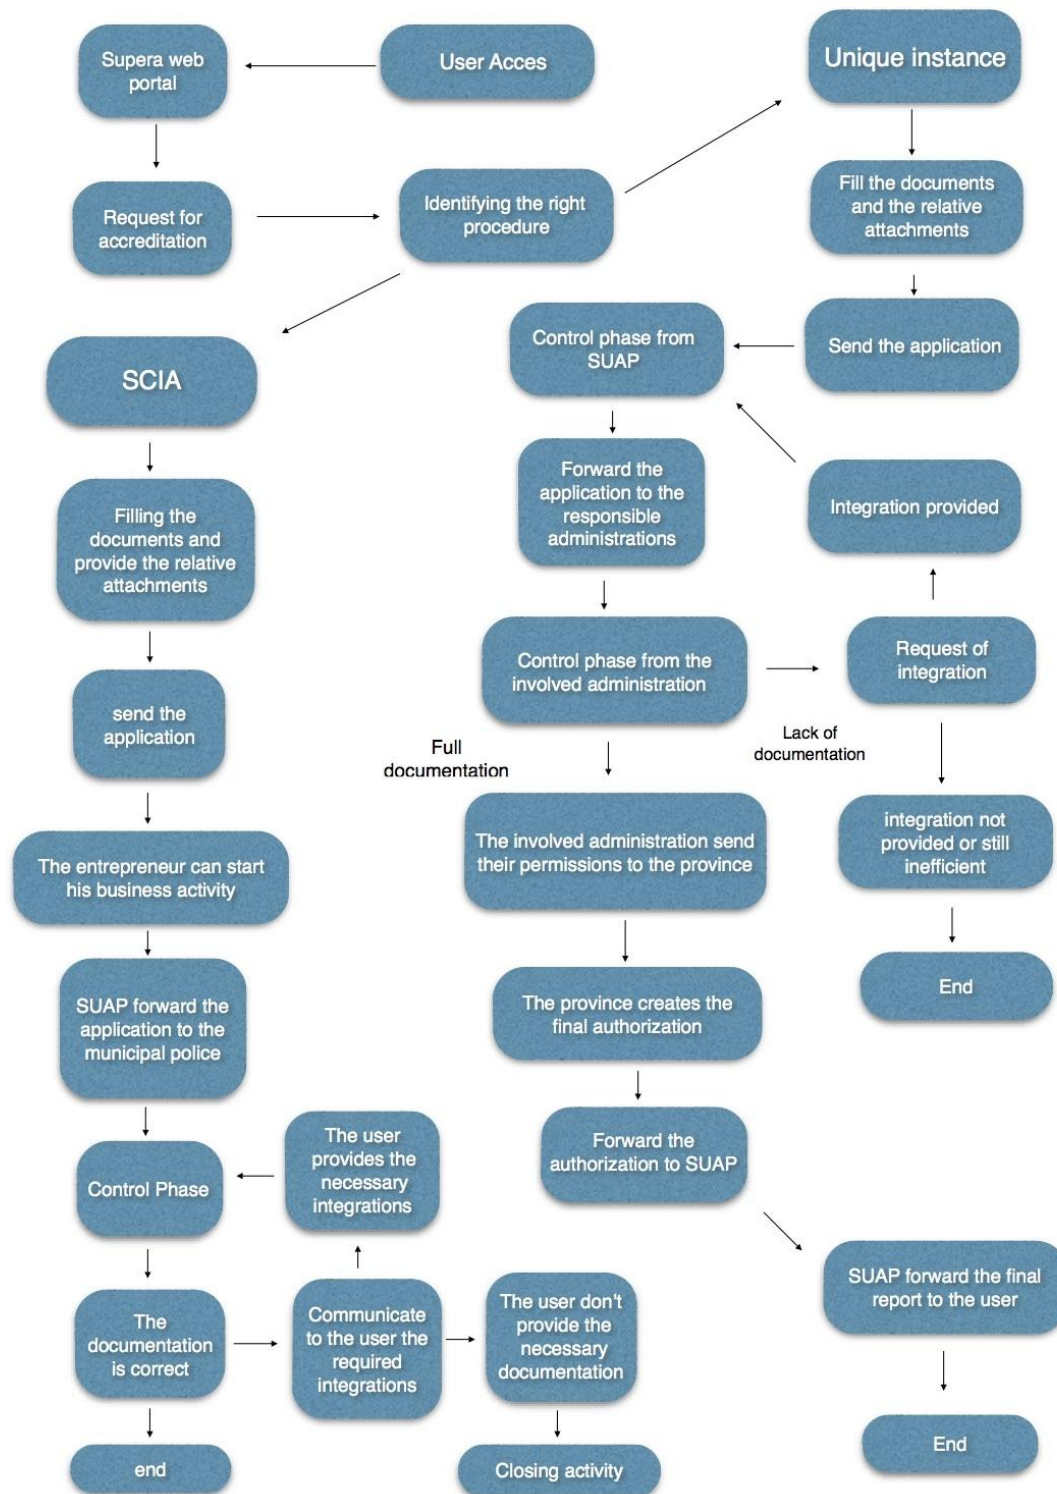 Supera web
portal
User Acces
Unique instance
Request for
accreditation
Identifying the right
procedure
Fill the documents
and the relative
attachments
Send the application
Control phase from
SUAP
SCIA
Forward the
application to the
responsible
administrations
Integration provided
Filling the
documents and
provide the relative
attachments
Control phase from the
involved administration
Request of
integration
send the
application
Full
documentation
Lack of
documentation
The involved administration send
their permissions to the province
integration not
provided or still
inefficient
The entrepreneur can start
his business activity
SUAP forward the
application to the
municipal police
The province creates the
final authorization
End
The user
provides the
necessary
integrations
Control Phase
Forward the
authorization to SUAP
SUAP forward the final
report to the user
The
documentation
is correct
Communicate
to the user the
required
integrations
The user don't
provide the
necessary
documentation
end
Closing activity
End